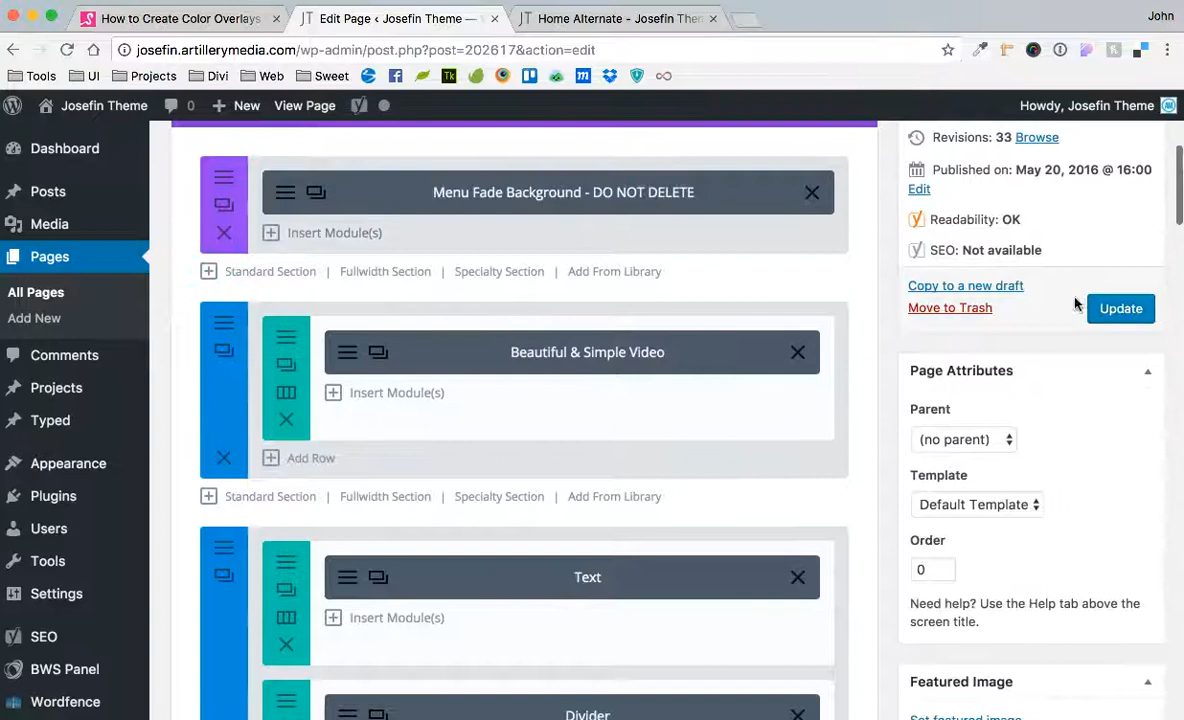 How to Create Color Overlays
Edit Page ‹ Josefin Theme —
Home Alternate - Josefin Them
John
josefin.artillerymedia.com/wp-admin/post.php?post=202617&action=edit
Tools
UI
Projects
Divi
Web
Sweet
Josefin Theme
0
New
View Page
Howdy, Josefin Theme
Dashboard
Posts
Media
Pages
All Pages
Add New
Comments
Projects
Typed
Appearance
Plugins
Users
Tools
Settings
SEO
BWS Panel
Wordfence
Menu Fade Background - DO NOT DELETE
Insert Module(s)
Standard Section | Fullwidth Section | Specialty Section | Add From Library
Beautiful & Simple Video
Insert Module(s)
Add Row
Standard Section | Fullwidth Section | Specialty Section | Add From Library
Text
Insert Module(s)
Divider
Revisions: 33 Browse
Published on: May 20, 2016 @ 16:00
Edit
Readability: OK
SEO: Not available
Copy to a new draft
Move to Trash
Update
Page Attributes
Parent
(no parent)
Template
Default Template
Order
0
Need help? Use the Help tab above the
screen title.
Featured Image
Set featured image